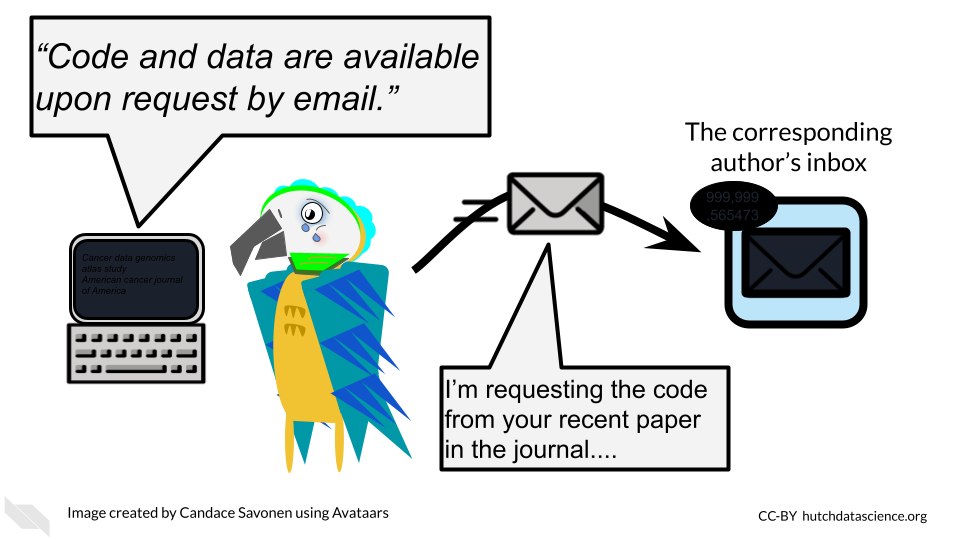 “Code and data are available
upon request by email.”
The corresponding
author’s inbox
999,999
,565473
Cancer data genomics
atlas study
American cancer journal
of America
I’m requesting the code
from your recent paper
in the journal....
Image created by Candace Savonen using Avataars
CC-BY hutchdatascience.org